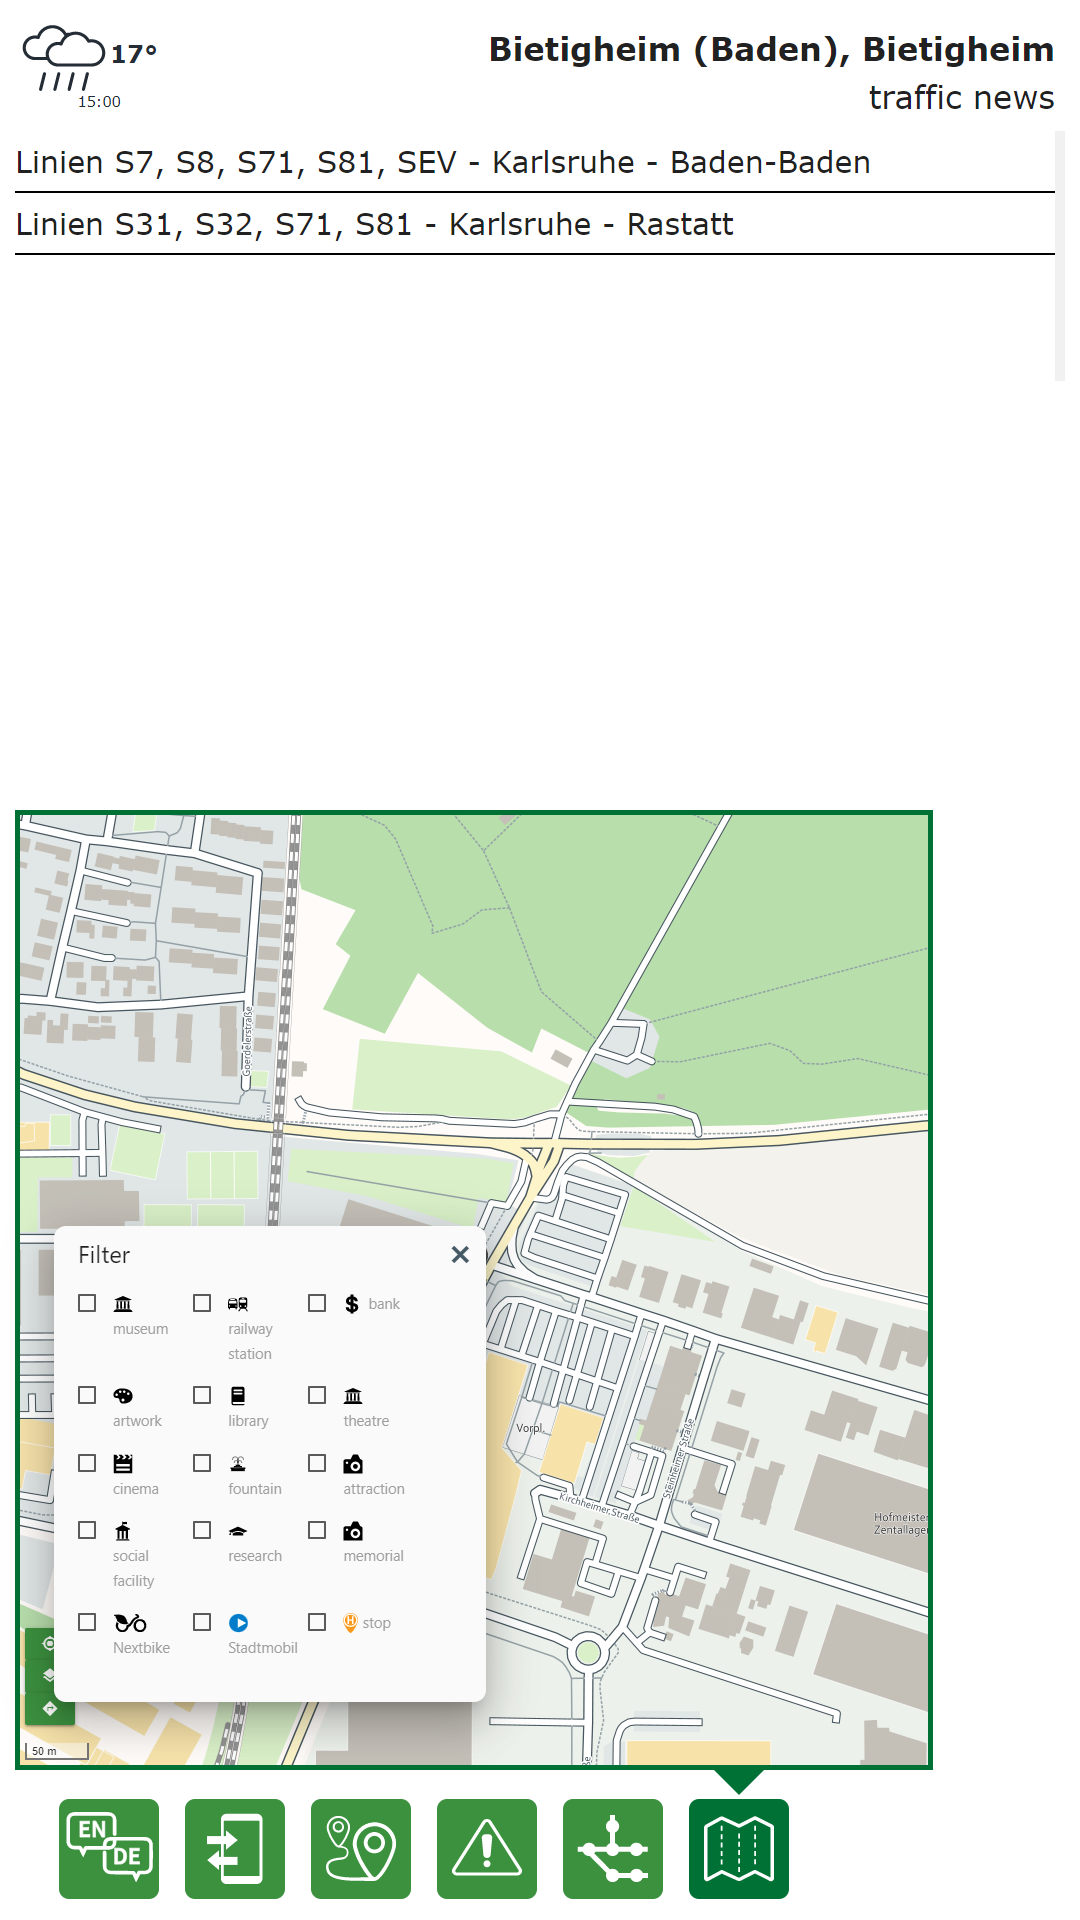 17°
15:00
Bietigheim (Baden), Bietigheim
traffic news
Linien S7, S8, S71, S81, SEV - Karlsruhe - Baden-Baden
Linien S31, S32, S71, S81 - Karlsruhe - Rastatt
Goerdelerstraße
Filter
museum
railway
station
bank
artwork
library
theatre
cinema
fountain
attraction
social
facility
research
memorial
Nextbike
Stadtmobil
H
stop
Vorpl.
Steinheimer Straße
Kirchheimer Straße
Hofmeister
Zentallager
50 m
EN
DE